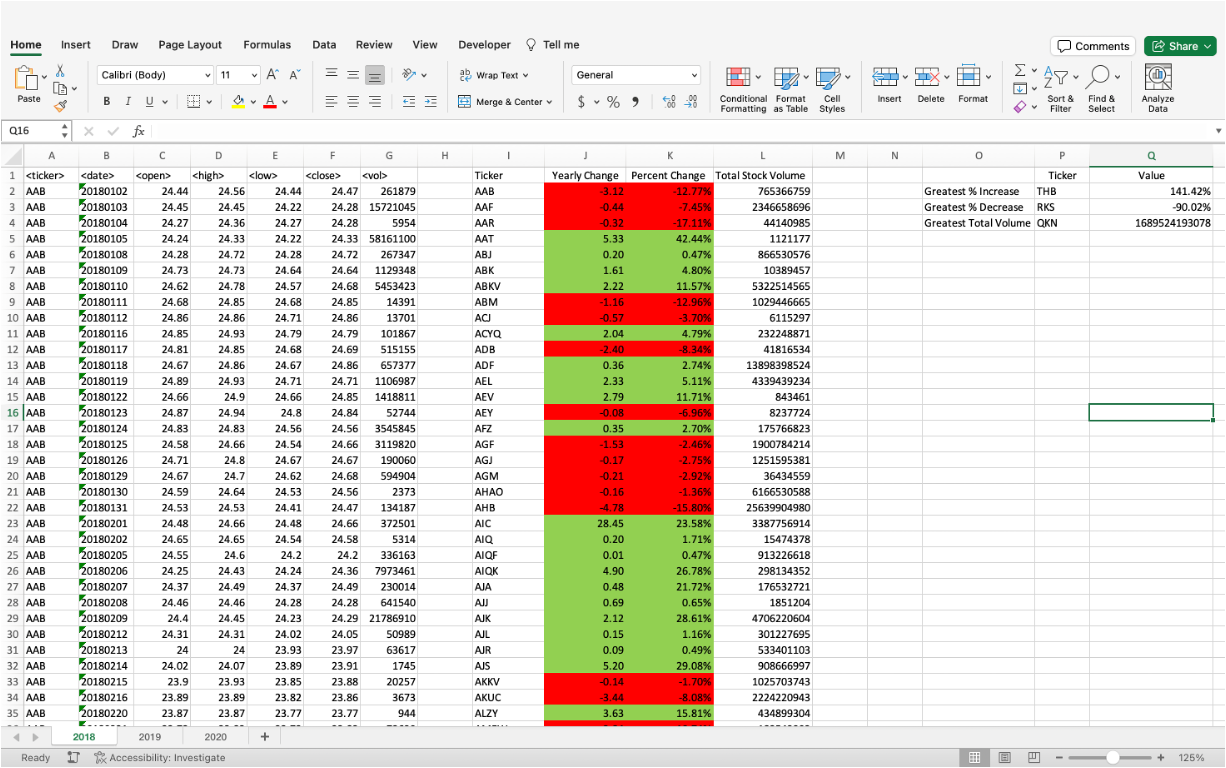 Home Insert Draw Page Layout Formulas Data Review View Developer Tell me Comments Share
Calibri (Body) 11 A^ A˅ Wrap Text General
Paste B I U A Merge & Center $ % 9 Conditional Formatting Format as Table Cell Styles Insert Delete Format Sort & Filter Find & Select Analyze Data
Q16 fx
A B C D E F G H I J K L M N O P Q
1 <ticker> <date> <open> <high> <low> <close> <vol> Ticker Yearly Change Percent Change Total Stock Volume Ticker Value
2 AAB 20180102 24.44 24.56 24.44 24.47 261879 AAB -3.12 -12.77% 765366759 Greatest % Increase THB 141.42%
3 AAB 20180103 24.45 24.45 24.22 24.28 15721045 AAF -0.44 -7.45% 2346658696 Greatest % Decrease RKS -90.02%
4 AAB 20180104 24.27 24.36 24.27 24.28 5954 AAR -0.32 -17.11% 44140985 Greatest Total Volume QKN 1689524193078
5 AAB 20180105 24.24 24.33 24.22 24.33 58161100 AAT 5.33 42.44% 1121177
6 AAB 20180108 24.28 24.72 24.28 24.72 267347 ABJ 0.20 0.47% 866530576
7 AAB 20180109 24.73 24.73 24.64 24.64 1129348 ABK 1.61 4.80% 10389457
8 AAB 20180110 24.62 24.78 24.57 24.68 5453423 ABKV 2.22 11.57% 5322514565
9 AAB 20180111 24.68 24.85 24.68 24.85 14391 ABM -1.16 -12.96% 1029446665
10 AAB 20180112 24.86 24.86 24.71 24.86 13701 ACJ -0.57 -3.70% 6115297
11 AAB 20180116 24.85 24.93 24.79 24.79 101867 ACYQ 2.04 4.79% 232248871
12 AAB 20180117 24.81 24.85 24.68 24.69 515155 ADB -2.40 -8.34% 41816534
13 AAB 20180118 24.67 24.86 24.67 24.86 657377 ADF 0.36 2.74% 13898398524
14 AAB 20180119 24.89 24.93 24.71 24.71 1106987 AEL 2.33 5.11% 4339439234
15 AAB 20180122 24.66 24.9 24.66 24.85 1418811 AEV 2.79 11.71% 843461
16 AAB 20180123 24.87 24.94 24.8 24.84 52744 AEY -0.08 -6.96% 8237724
17 AAB 20180124 24.83 24.83 24.56 24.56 3545845 AFZ 0.35 2.70% 175766823
18 AAB 20180125 24.58 24.66 24.54 24.66 3119820 AGF -1.53 -2.46% 1900784214
19 AAB 20180126 24.71 24.8 24.67 24.67 190060 AGJ -0.17 -2.75% 1251595381
20 AAB 20180129 24.67 24.7 24.62 24.68 594904 AGM -0.21 -2.92% 36434559
21 AAB 20180130 24.59 24.64 24.53 24.56 2373 AHAO -0.16 -1.36% 6166530588
22 AAB 20180131 24.53 24.53 24.41 24.47 134187 AHB -4.78 -15.80% 25639904980
23 AAB 20180201 24.48 24.66 24.48 24.66 372501 AIC 28.45 23.58% 3387756914
24 AAB 20180202 24.65 24.65 24.54 24.58 5314 AIQ 0.20 1.71% 15474378
25 AAB 20180205 24.55 24.6 24.2 24.2 336163 AIQF 0.01 0.47% 913226618
26 AAB 20180206 24.25 24.43 24.24 24.36 7973461 AIQK 4.90 26.78% 298134352
27 AAB 20180207 24.37 24.49 24.37 24.49 230014 AJA 0.48 21.72% 176532721
28 AAB 20180208 24.46 24.46 24.28 24.28 641540 AJJ 0.69 0.65% 1851204
29 AAB 20180209 24.4 24.45 24.23 24.29 21786910 AJK 2.12 28.61% 4706220604
30 AAB 20180212 24.31 24.31 24.02 24.05 50989 AJL 0.15 1.16% 301227695
31 AAB 20180213 24 24 23.93 23.97 63617 AJR 0.09 0.49% 533401103
32 AAB 20180214 24.02 24.07 23.89 23.91 1745 AJS 5.20 29.08% 908666997
33 AAB 20180215 23.9 23.93 23.85 23.88 20257 AKKV -0.14 -1.70% 1025703743
34 AAB 20180216 23.89 23.89 23.82 23.86 3673 AKUC -3.44 -8.08% 2224220943
35 AAB 20180220 23.87 23.87 23.77 23.77 944 ALZY 3.63 15.81% 434899304
2018 2019 2020 +
Ready Accessibility: Investigate 125%